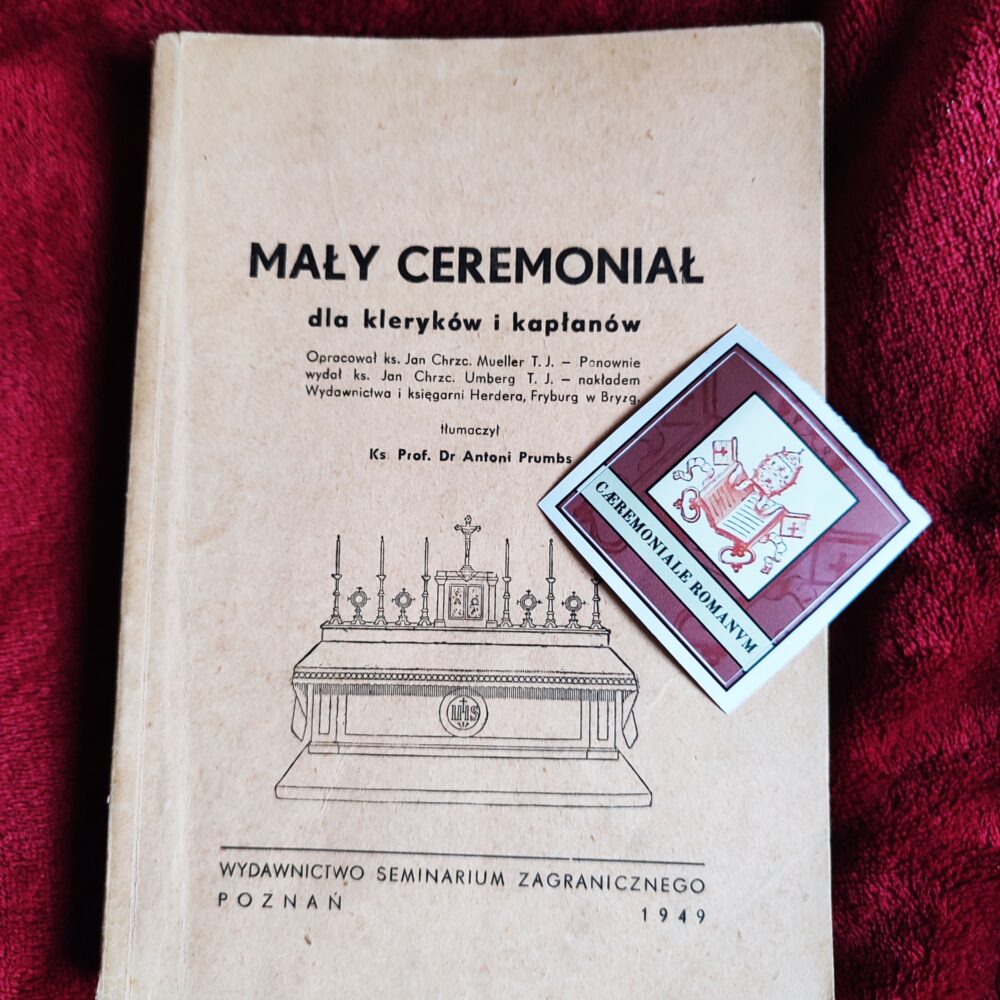 MAŁY CEREMONIAŁ
dla kleryków i kapłanów
Opracował ks. Jan Chrzc. Mueller T. J. – Ponownie
wydał ks. Jan Chrzc. Umberg T. J. – nakładem
Wydawnictwa i księgarni Herdera, Fryburg w Bryzg.
tłumaczył
Ks. Prof. Dr Antoni Prumbs
CÆREMONIALE ROMANVM
IHS
WYDAWNICTWO SEMINARIUM ZAGRANICZNEGO
POZNAŃ 1949